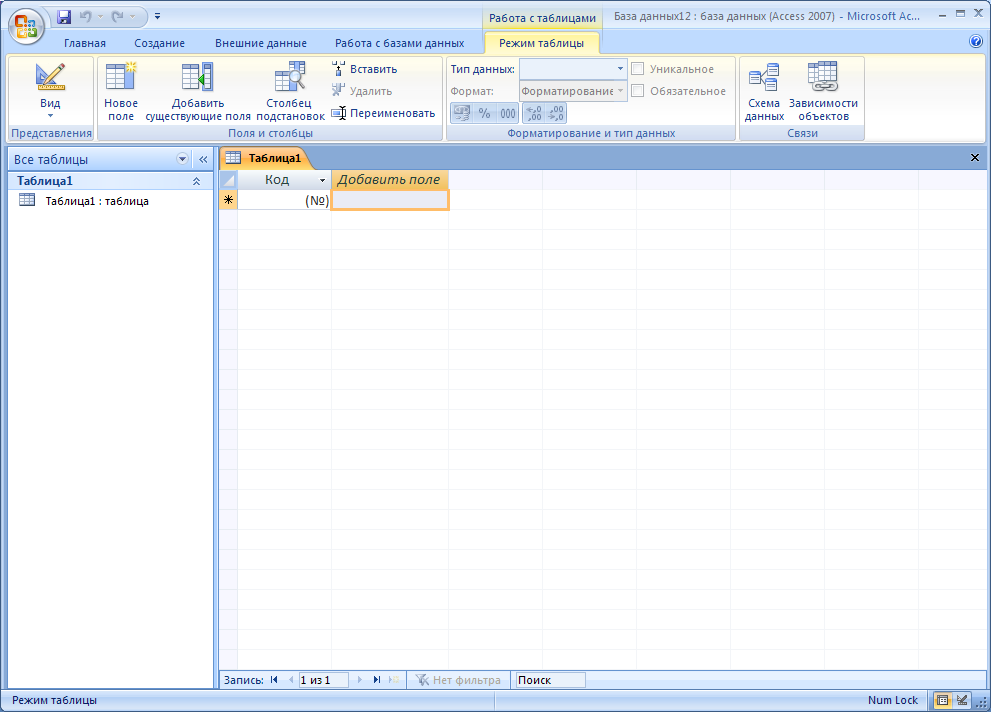 Работа с таблицами
База данных12 : база данных (Access 2007) - Microsoft Ac...
Главная
Создание
Внешние данные
Работа с базами данных
Режим таблицы
Вид
Представления
Новое
поле
Добавить
существующие поля
Столбец
подстановок
Вставить
Удалить
Переименовать
Поля и столбцы
Тип данных:
Уникальное
Формат:
Форматирование
Обязательное
% 000
,00 ,00
Форматирование и тип данных
Схема
данных
Зависимости
объектов
Связи
Все таблицы
Таблица1
Таблица1 : таблица
Таблица1
Код
Добавить поле
(№)
Запись:
1 из 1
Нет фильтра
Поиск
Режим таблицы
Num Lock